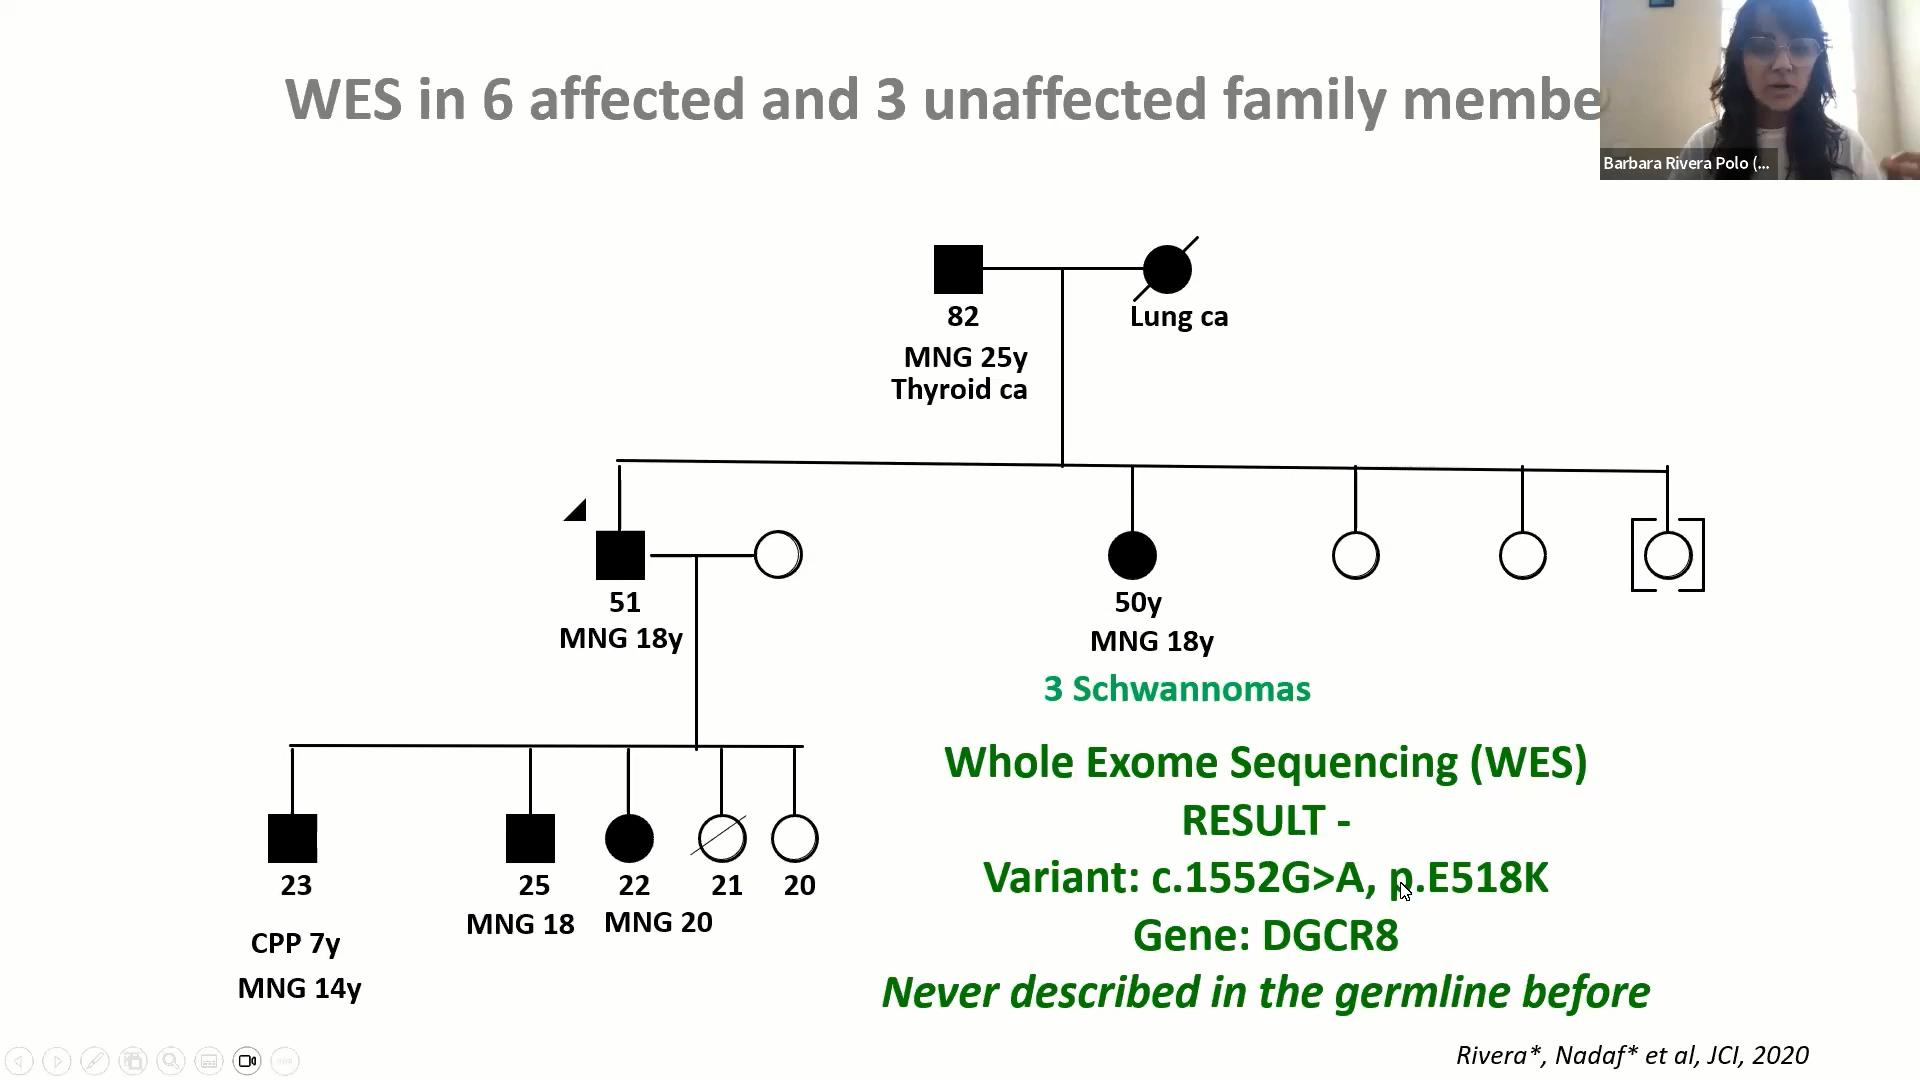 WES in 6 affected and 3 unaffected family membe
Barbara Rivera Polo (...
82
MNG 25y
Thyroid ca
Lung ca
51
MNG 18y
50y
MNG 18y
3 Schwannomas
23
CPP 7y
MNG 14y
25
MNG 18
22
MNG 20
21
20
Whole Exome Sequencing (WES)
RESULT -
Variant: c.1552G>A, p.E518K
Gene: DGCR8
Never described in the germline before
Rivera*, Nadaf* et al, JCI, 2020